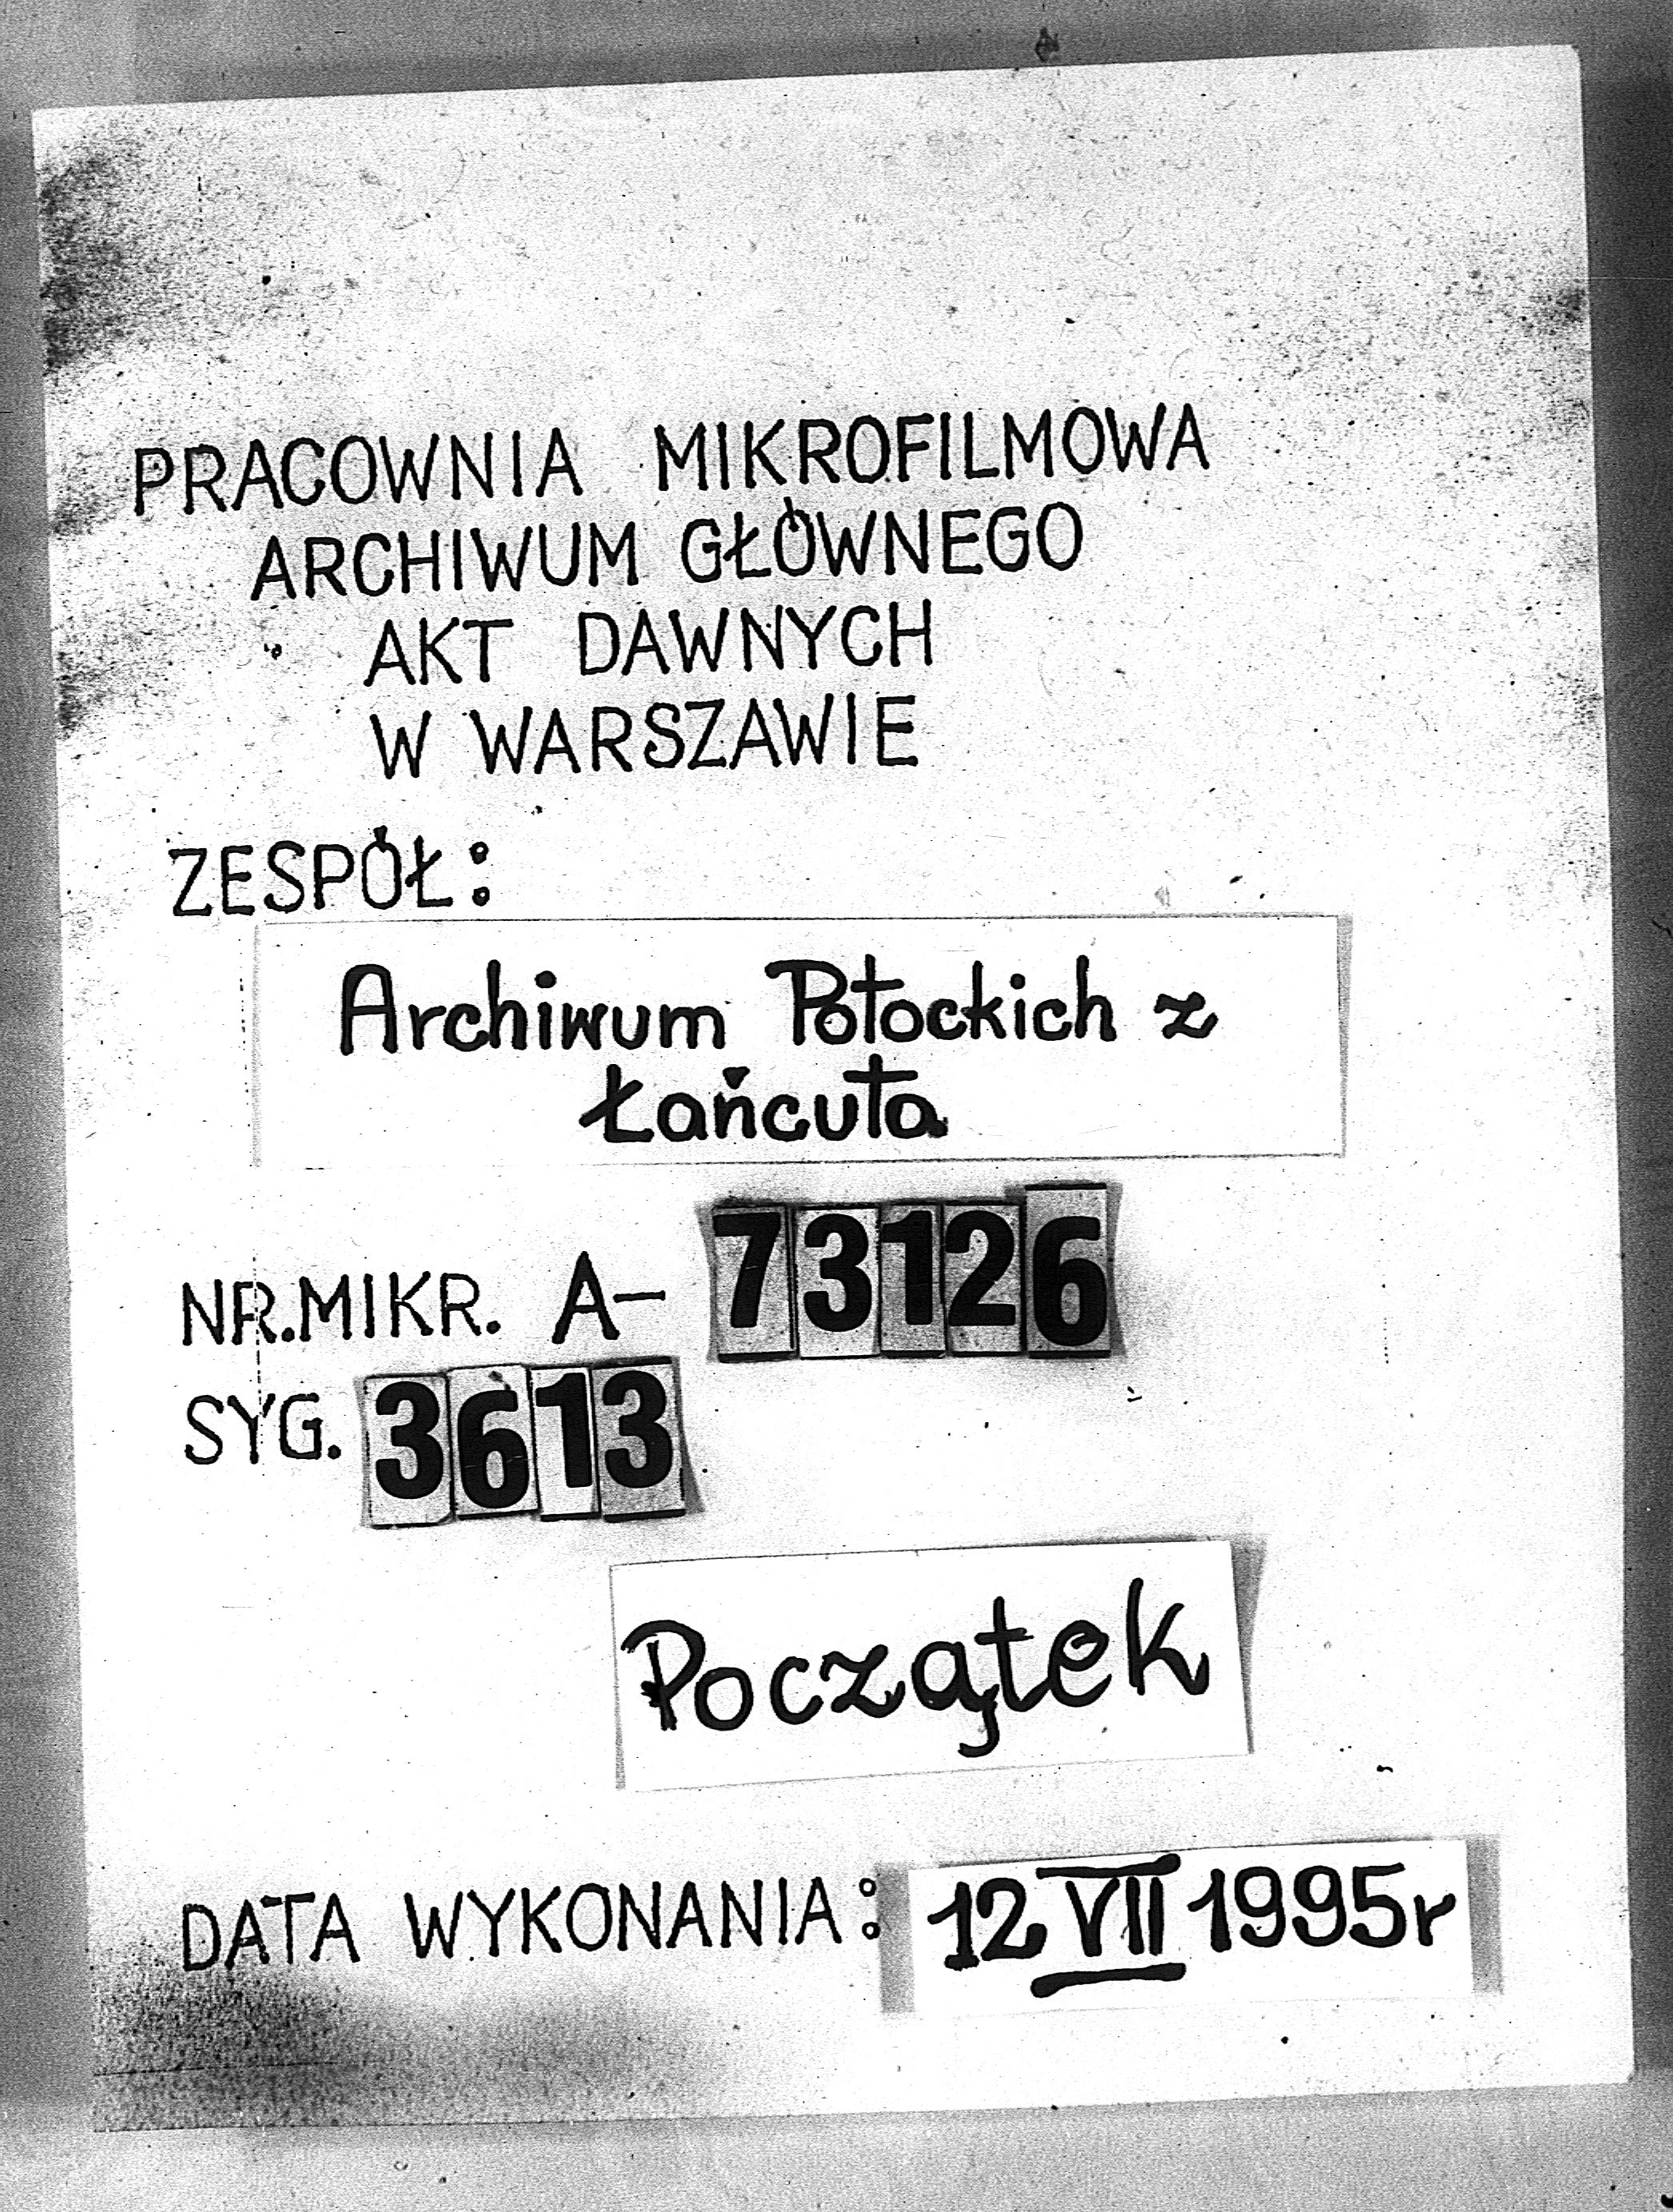 PRACOWNIA MIKROFILMOWA
ARCHIWUM GŁÓWNEGO
AKT DAWNYCH
W WARSZAWIE
ZESPÓŁ:
Archiwum Potockich z
Łańcuta
NR.MIKR. A- 73126
SYG. 3613
Początek
DATA WYKONANIA: 12 VII 1995r